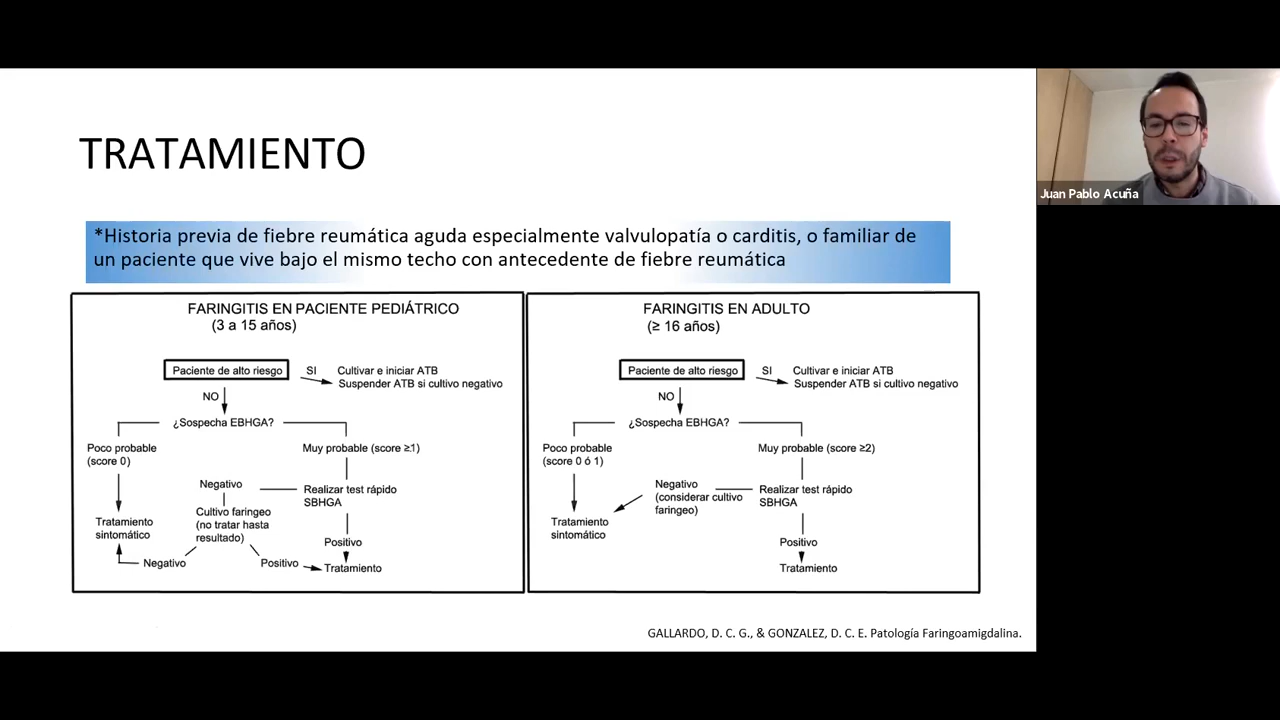 TRATAMIENTO
*Historia previa de fiebre reumática aguda especialmente valvulopatía o carditis, o familiar de
un paciente que vive bajo el mismo techo con antecedente de fiebre reumática
FARINGITIS EN PACIENTE PEDIÁTRICO
(3 a 15 años)
Paciente de alto riesgo
SI
Cultivar e iniciar ATB
Suspender ATB si cultivo negativo
NO
¿Sospecha EBHGA?
Poco probable
(score 0)
Muy probable (score ≥1)
Negativo
Realizar test rápido
SBHGA
Cultivo faringeo
(no tratar hasta
resultado)
Tratamiento
sintomático
Positivo
Negativo
Positivo
Tratamiento
FARINGITIS EN ADULTO
(≥ 16 años)
Paciente de alto riesgo
SI
Cultivar e iniciar ATB
Suspender ATB si cultivo negativo
NO
¿Sospecha EBHGA?
Poco probable
(score 0 ó 1)
Muy probable (score ≥2)
Negativo
(considerar cultivo
faringeo)
Realizar test rápido
SBHGA
Tratamiento
sintomático
Positivo
Tratamiento
GALLARDO, D. C. G., & GONZALEZ, D. C. E. Patología Faringoamigdalina.
Juan Pablo Acuña